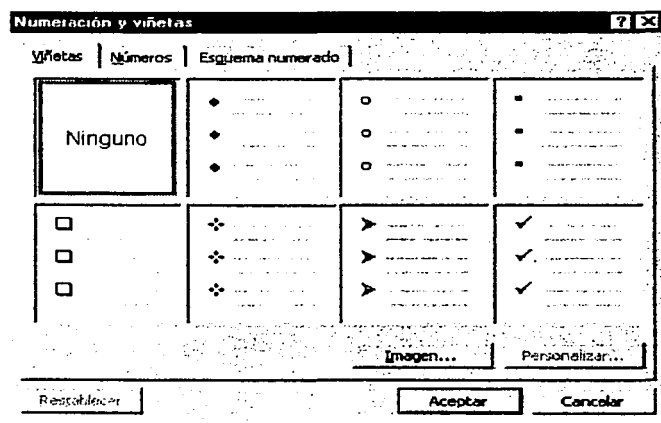 Numeración y viñetas
Viñetas Números Esquema numerado
Ninguno
Imagen... Personalizar...
Restablecer Aceptar Cancelar